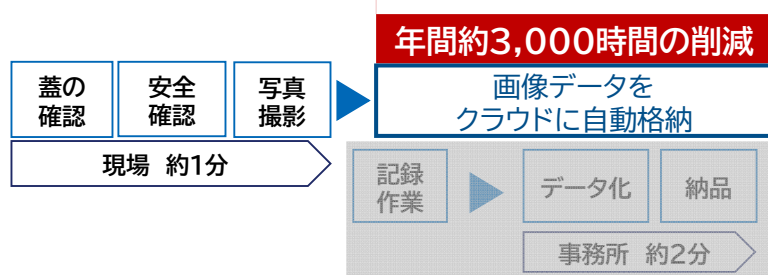 年間約3,000時間の削減
蓋の
確認
安全
確認
写真
撮影
画像データを
クラウドに自動格納
現場 約1分
記録
作業
データ化
納品
事務所 約2分